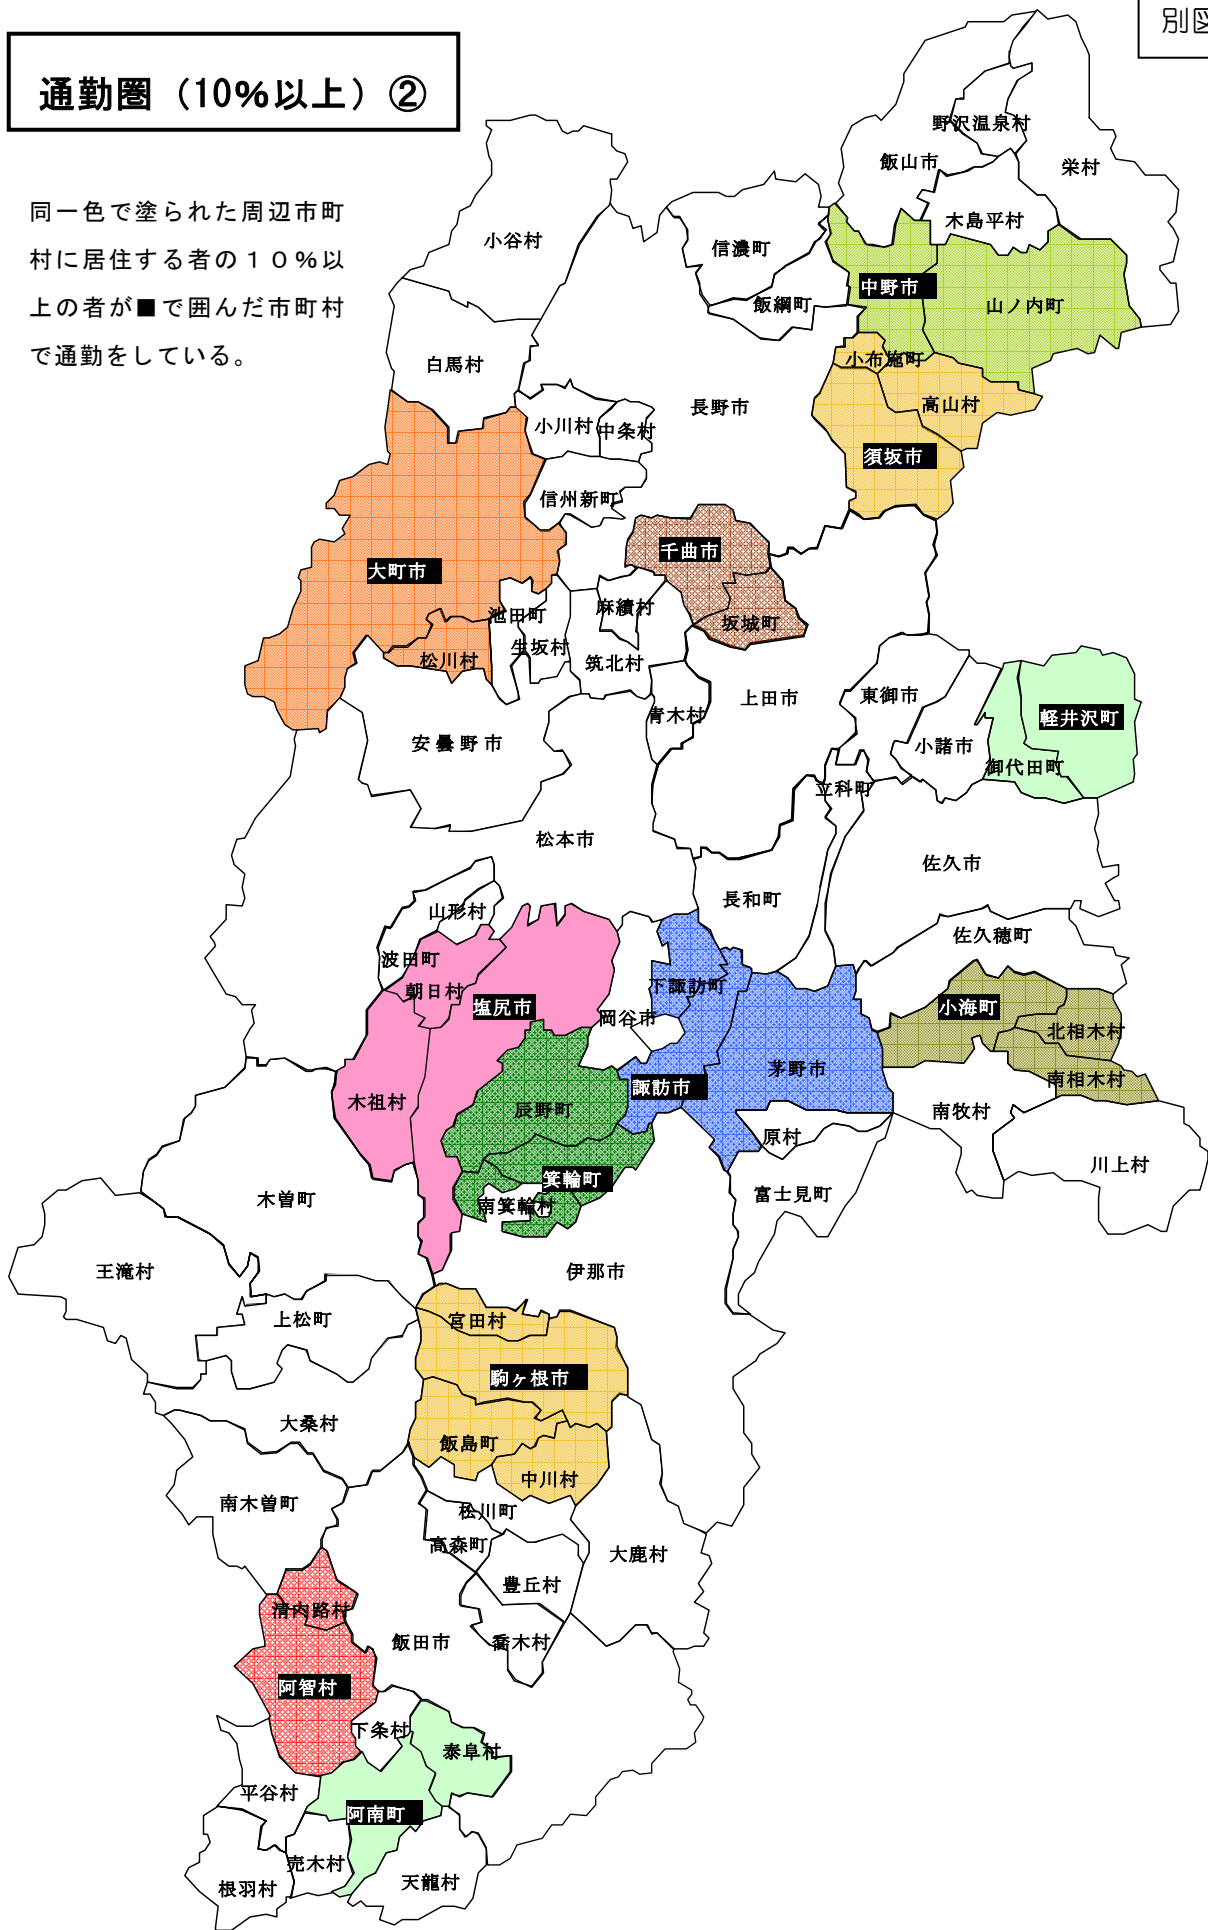 別図
通勤圏（10%以上）②
同一色で塗られた周辺市町
村に居住する者の１０％以
上の者が■で囲んだ市町村
で通勤をしている。
野沢温泉村
飯山市
栄村
木島平村
小谷村
信濃町
中野市
飯綱町
山ノ内町
小布施町
白馬村
高山村
長野市
小川村
中条村
須坂市
信州新町
千曲市
大町市
麻績村
池田町
坂城町
生坂村
松川村
筑北村
上田市
東御市
青木村
軽井沢町
安曇野市
小諸市
御代田町
立科町
松本市
佐久市
長和町
山形村
佐久穂町
波田町
下諏訪町
朝日村
塩尻市
小海町
岡谷市
北相木村
茅野市
南相木村
諏訪市
木祖村
辰野町
南牧村
原村
川上村
箕輪町
富士見町
木曽町
南箕輪村
王滝村
伊那市
上松町
宮田村
駒ヶ根市
大桑村
飯島町
中川村
南木曽町
松川町
高森町
大鹿村
豊丘村
清内路村
飯田市
喬木村
阿智村
下条村
泰阜村
平谷村
阿南町
売木村
天龍村
根羽村